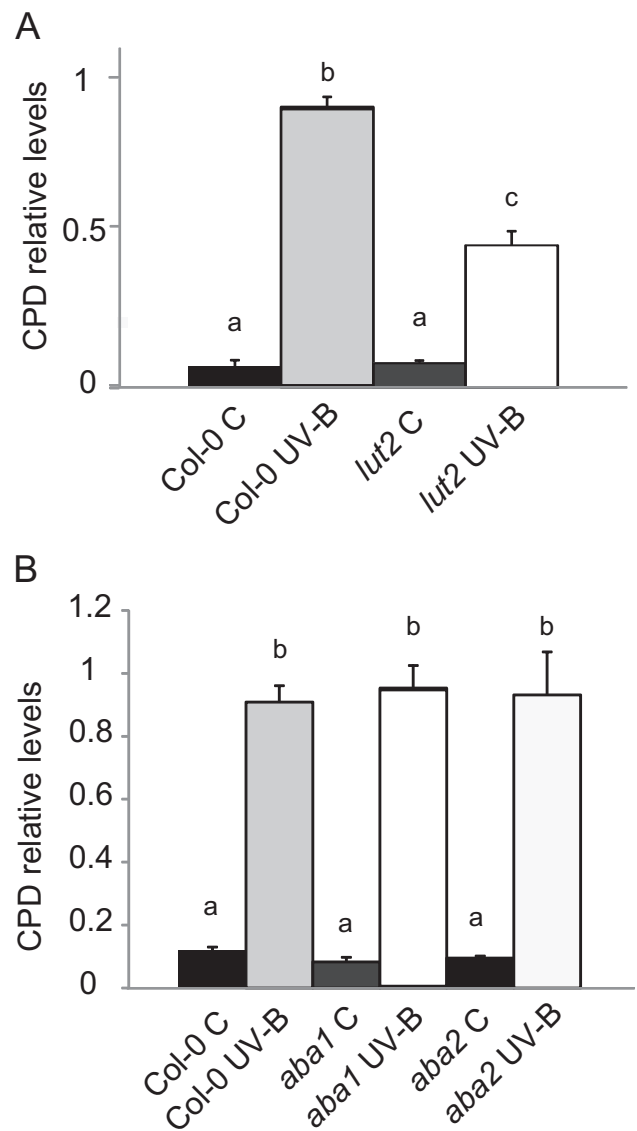 A
CPD relative levels
1
0.5
0
a
b
a
c
Col-0 C
Col-0 UV-B
lut2 C
lut2 UV-B
B
CPD relative levels
1.2
1
0.8
0.6
0.4
0.2
0
a
b
a
b
a
b
Col-0 C
Col-0 UV-B
aba1 C
aba1 UV-B
aba2 C
aba2 UV-B